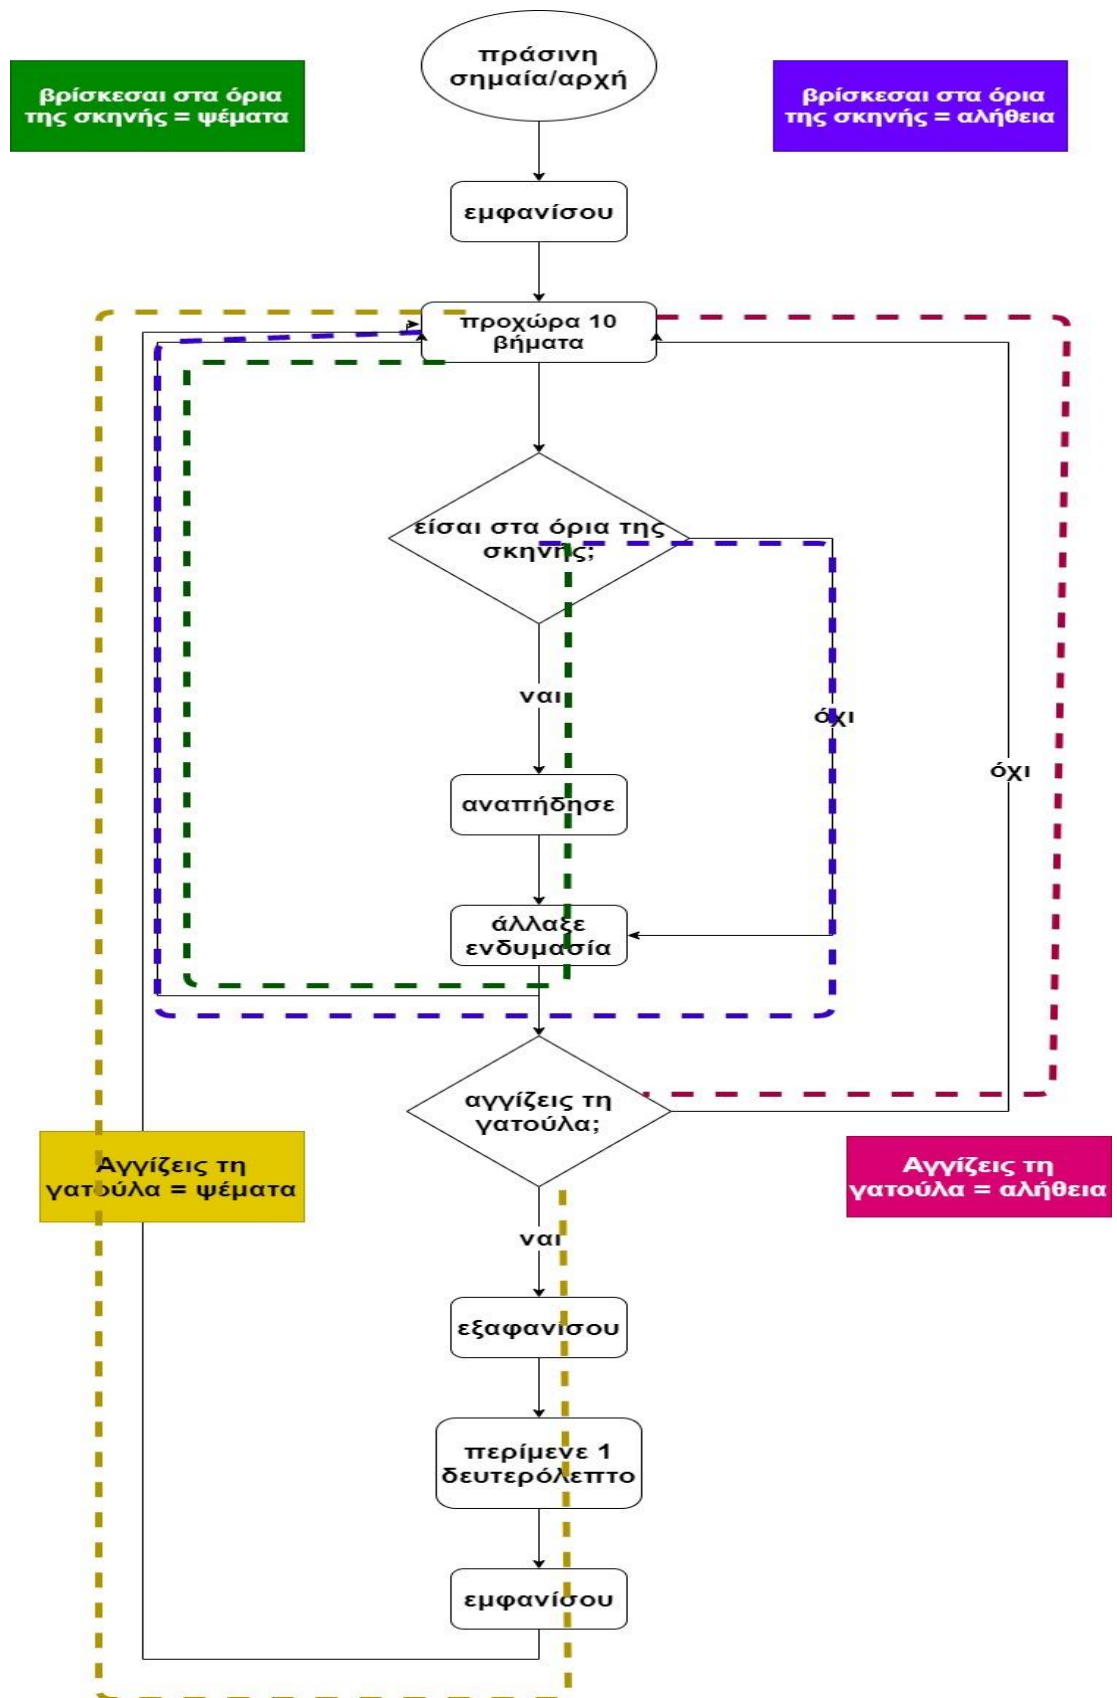 πράσινη
σημαία/αρχή
βρίσκεσαι στα όρια
της σκηνής = ψέματα
βρίσκεσαι στα όρια
της σκηνής = αλήθεια
εμφανίσου
προχώρα 10
βήματα
είσαι στα όρια της
σκηνής;
ναι
όχι
όχι
αναπήδησε
άλλαξε
ενδυμασία
αγγίζεις τη
γατούλα;
Αγγίζεις τη
γατούλα = ψέματα
Αγγίζεις τη
γατούλα = αλήθεια
ναι
εξαφανίσου
περίμενε 1
δευτερόλεπτο
εμφανίσου